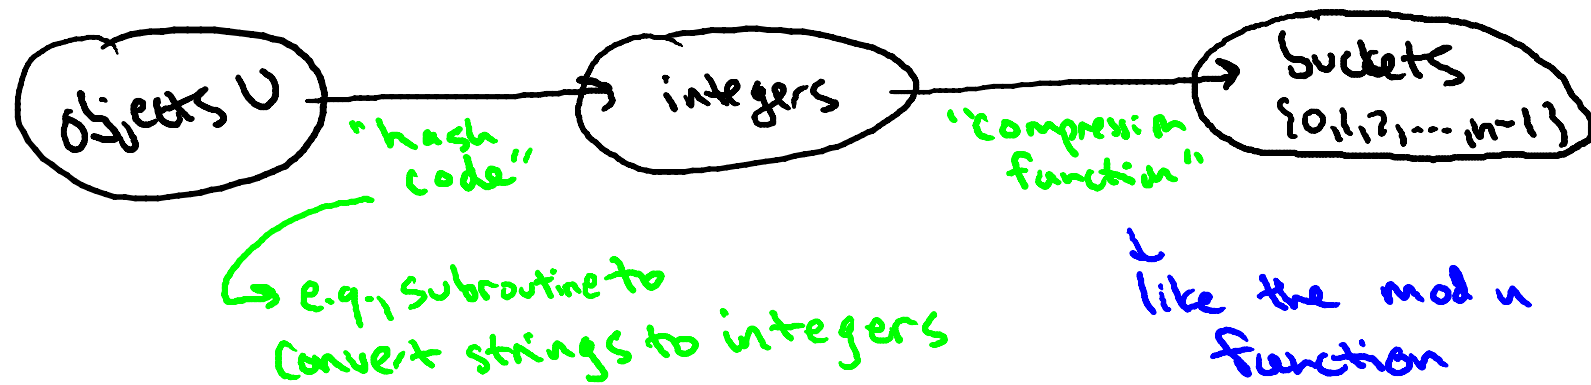 objects U
integers
buckets
{0,1,2,....,n-1}
"hash
code"
"compression
function"
e.g., subroutine to
convert strings to integers
like the mod n
function